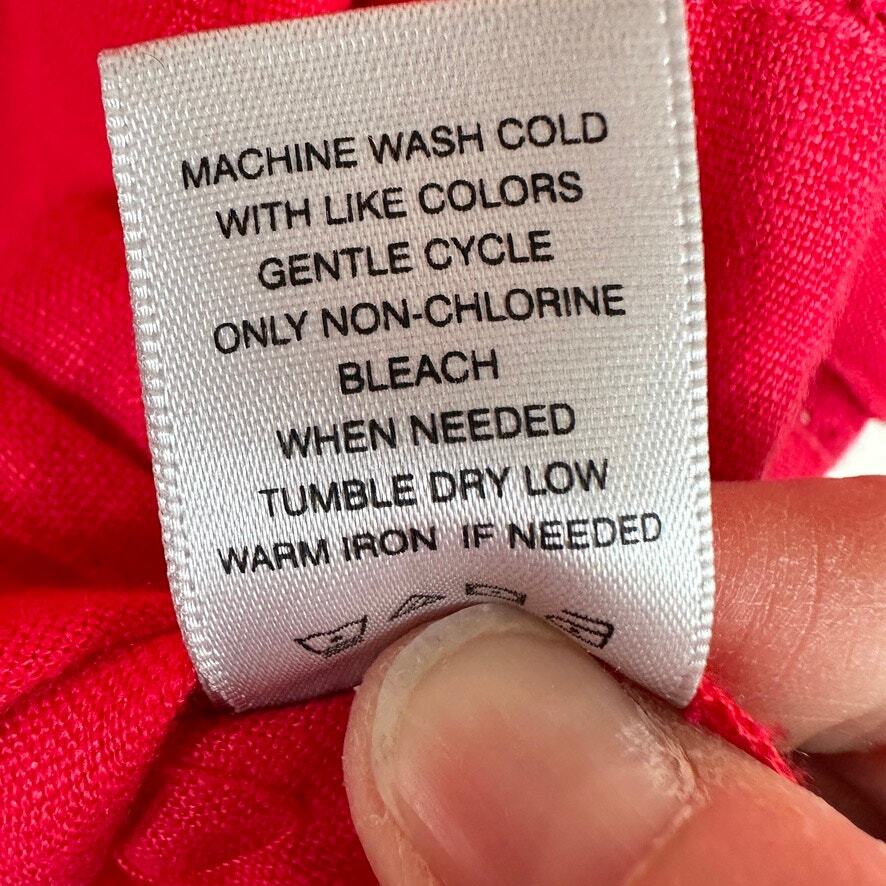 MACHINE WASH COLD
WITH LIKE COLORS
GENTLE CYCLE
ONLY NON-CHLORINE
BLEACH
WHEN NEEDED
TUMBLE DRY LOW
WARM IRON IF NEEDED